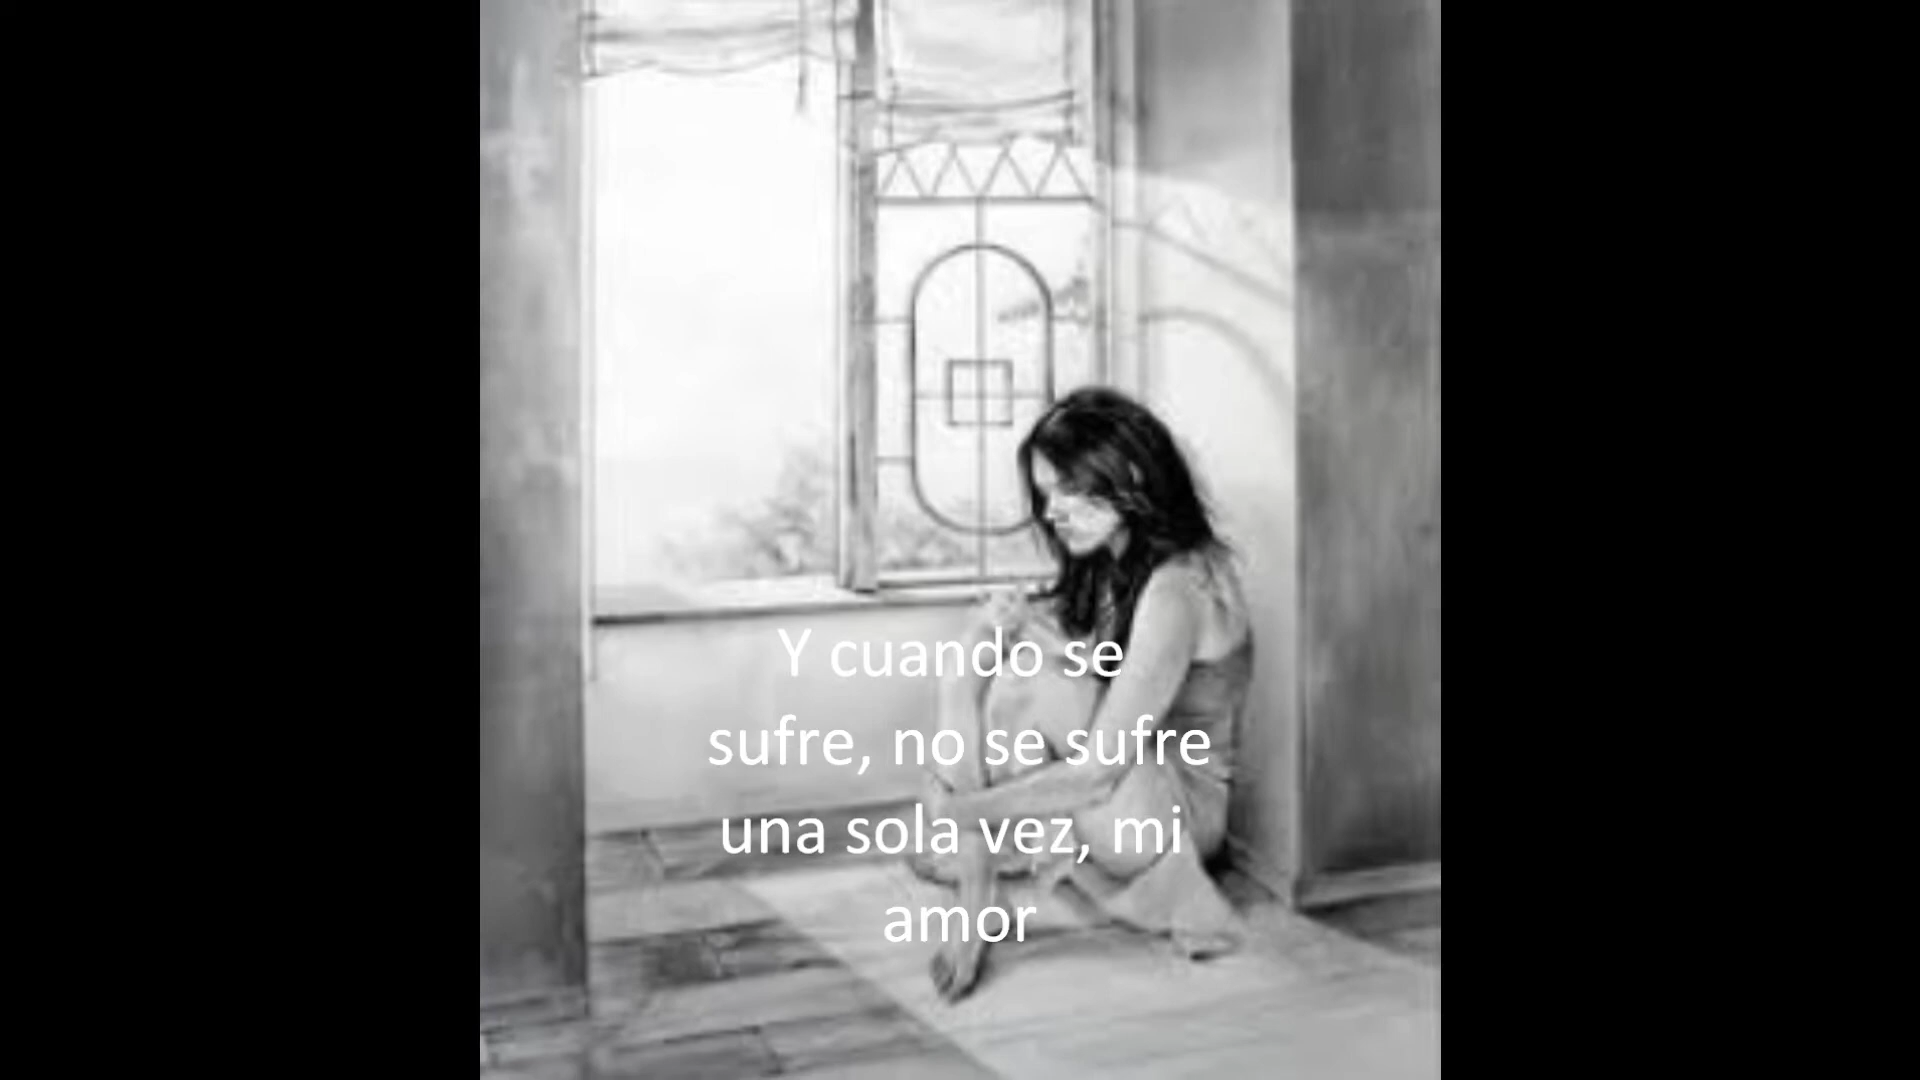 Y cuando se
sufre, no se sufre
una sola vez, mi
amor